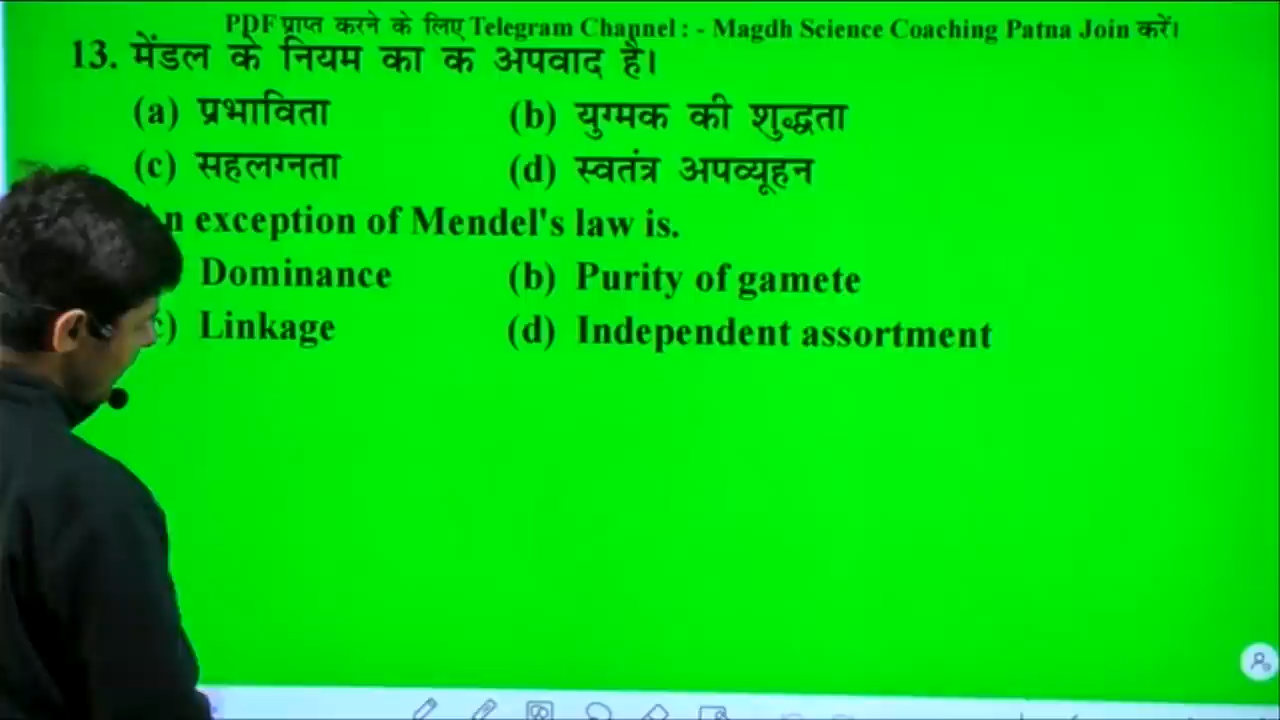 PDF प्राप्त करने के लिए Telegram Channel : - Magdh Science Coaching Patna Join करें।
13. मेंडल के नियम का क अपवाद है।
(a) प्रभाविता (b) युग्मक की शुद्धता
(c) सहलग्नता (d) स्वतंत्र अपव्यूहन
exception of Mendel's law is.
Dominance (b) Purity of gamete
Linkage (d) Independent assortment